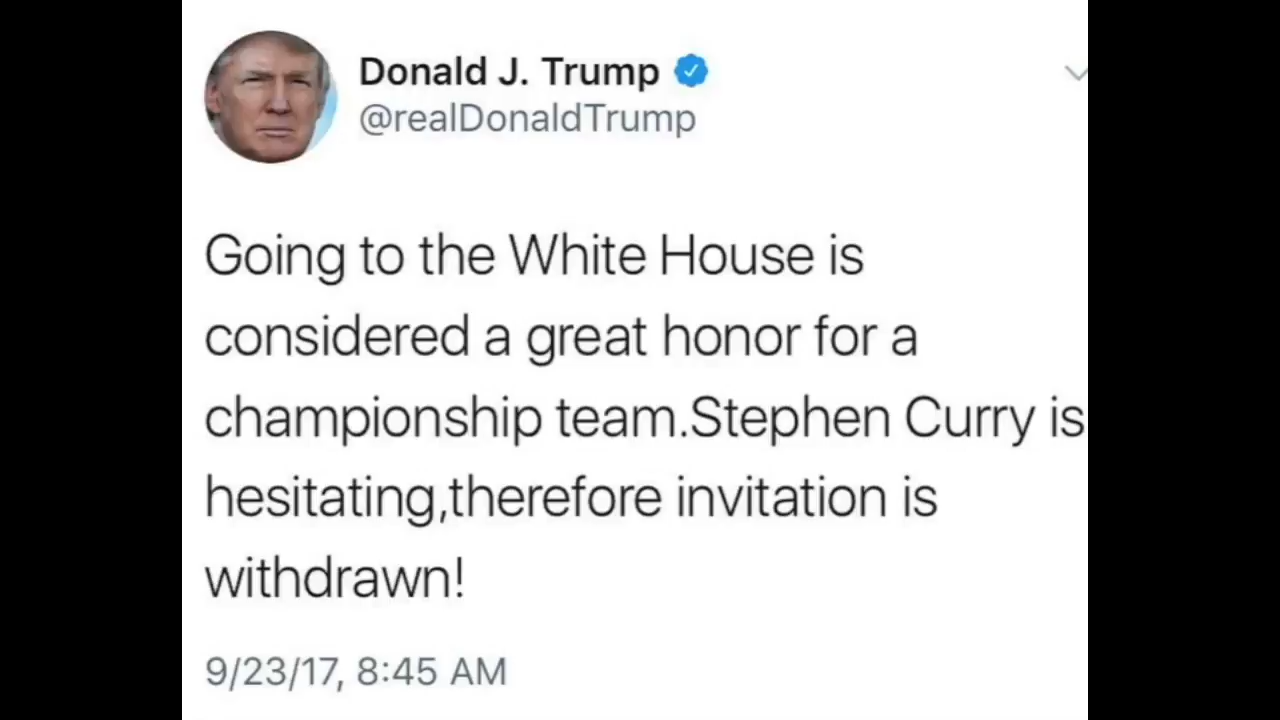 Donald J. Trump
@realDonaldTrump
Going to the White House is
considered a great honor for a
championship team.Stephen Curry is
hesitating,therefore invitation is
withdrawn!
9/23/17, 8:45 AM